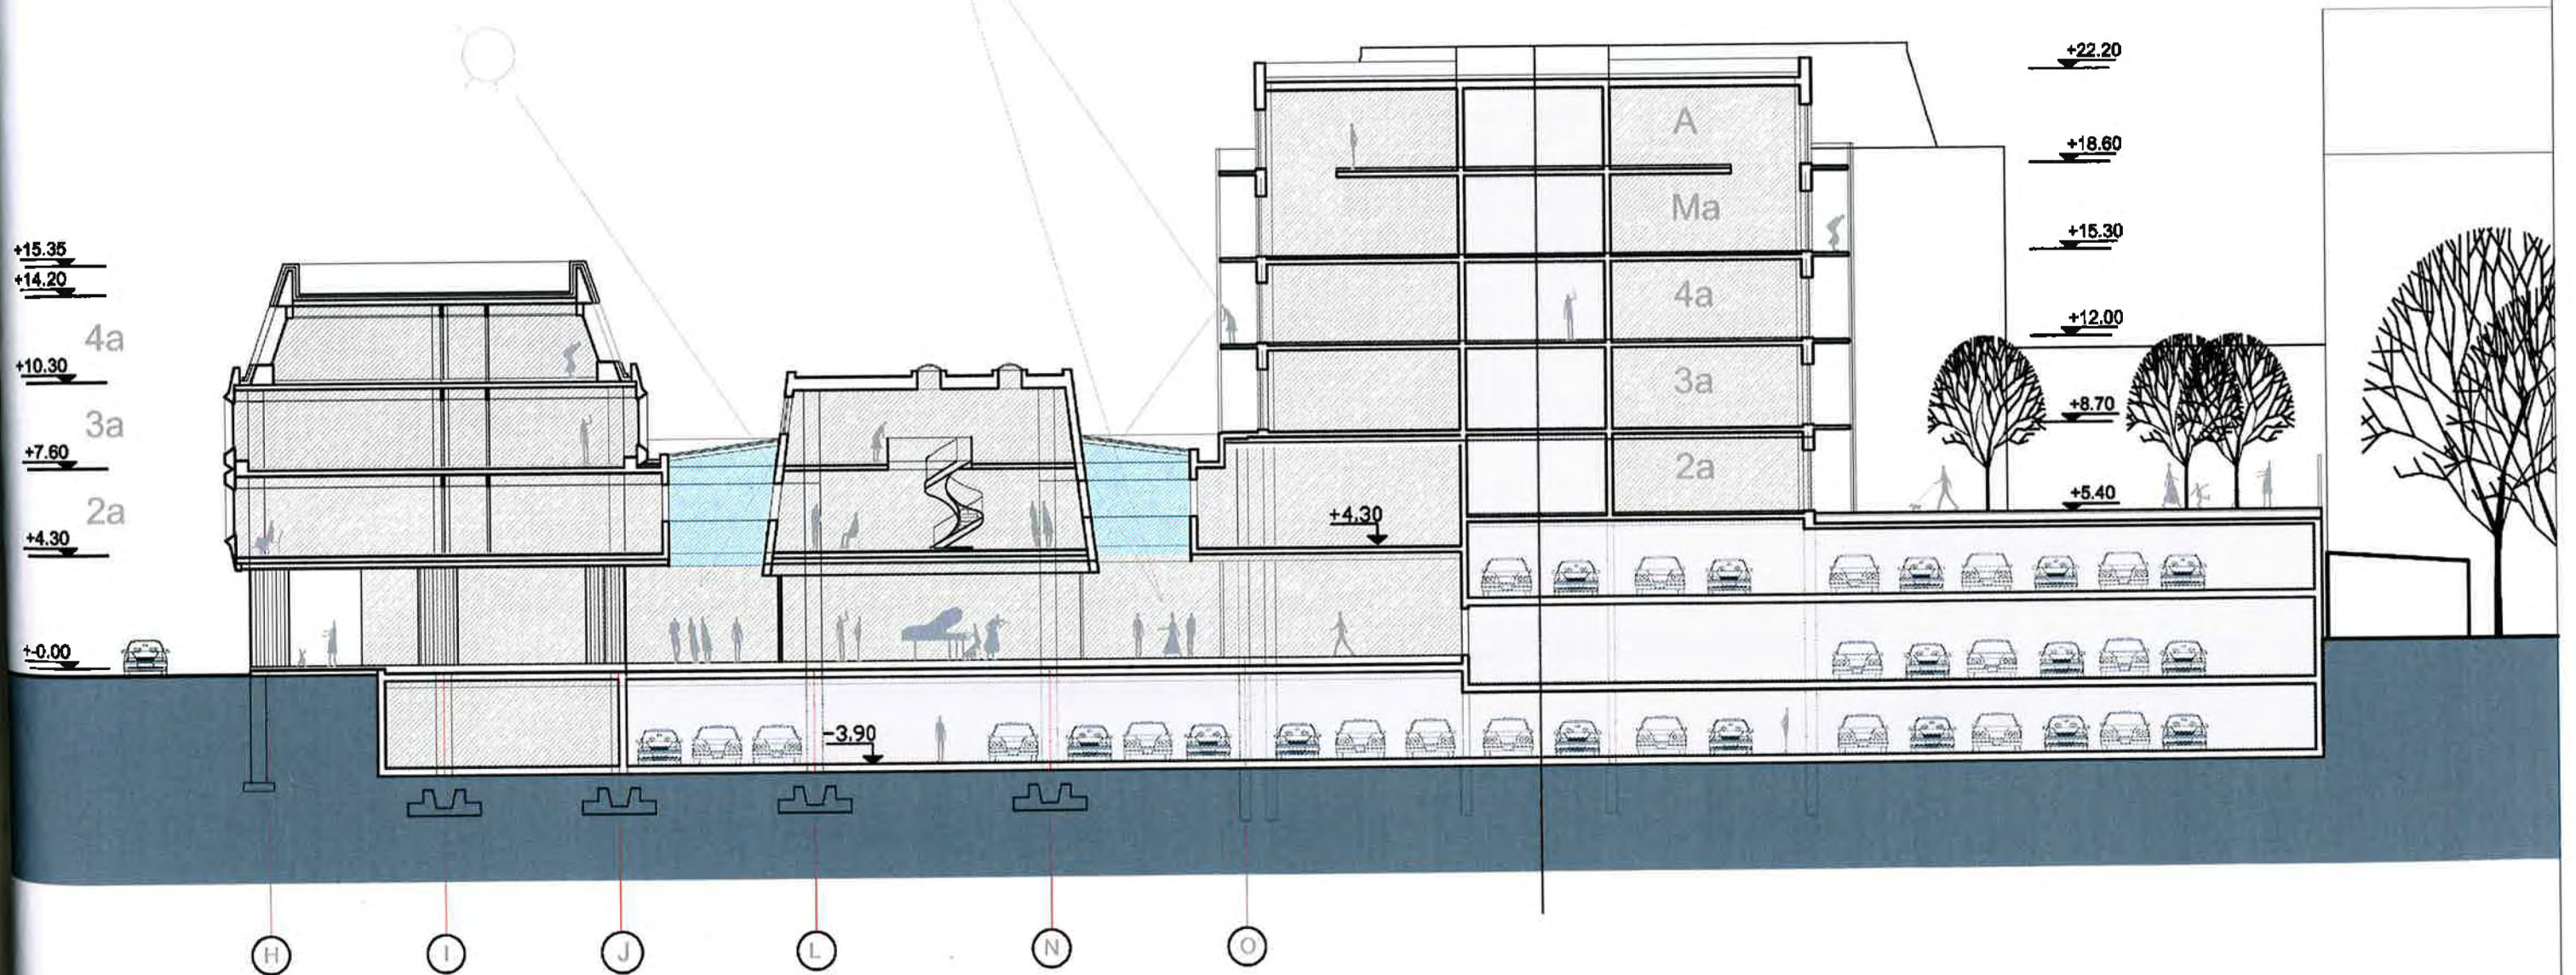 +22.20
+18.60
+15.30
+12.00
+8.70
+5.40
A
Ma
4a
3a
2a
+15.35
+14.20
4a
+10.30
3a
+7.60
2a
+4.30
+-0.00
+4.30
-3.90
H
I
J
L
N
O